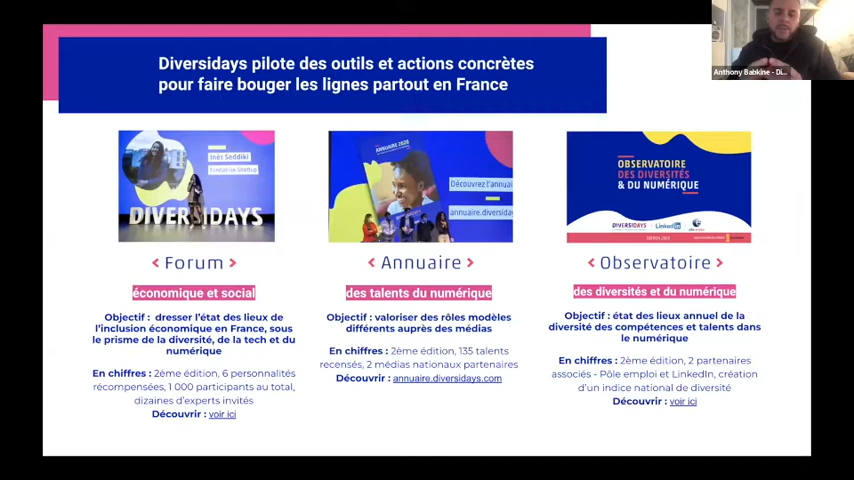 Diversidays pilote des outils et actions concrètes
pour faire bouger les lignes partout en France
Anthony Babkine - Di...
Inès Seddiki
DIVERSIDAYS
< Forum >
économique et social
Objectif : dresser l'état des lieux de
l'inclusion économique en France, sous
le prisme de la diversité, de la tech et du
numérique
En chiffres : 2ème édition, 6 personnalités
récompensées, 1 000 participants au total,
dizaines d'experts invités
Découvrir : voir ici
ANNUAIRE 2020
Découvrez l'annuai
annuaire.diversiday
< Annuaire >
des talents du numérique
Objectif : valoriser des rôles modèles
différents auprès des médias
En chiffres : 2ème édition, 135 talents
recensés, 2 médias nationaux partenaires
Découvrir : annuaire.diversidays.com
OBSERVATOIRE
DES DIVERSITÉS
& DU NUMÉRIQUE
DIVERSIDAYS
LinkedIn
< Observatoire >
des diversités et du numérique
Objectif : état des lieux annuel de la
diversité des compétences et talents dans
le numérique
En chiffres : 2ème édition, 2 partenaires
associés - Pôle emploi et LinkedIn, création
d'un indice national de diversité
Découvrir : voir ici